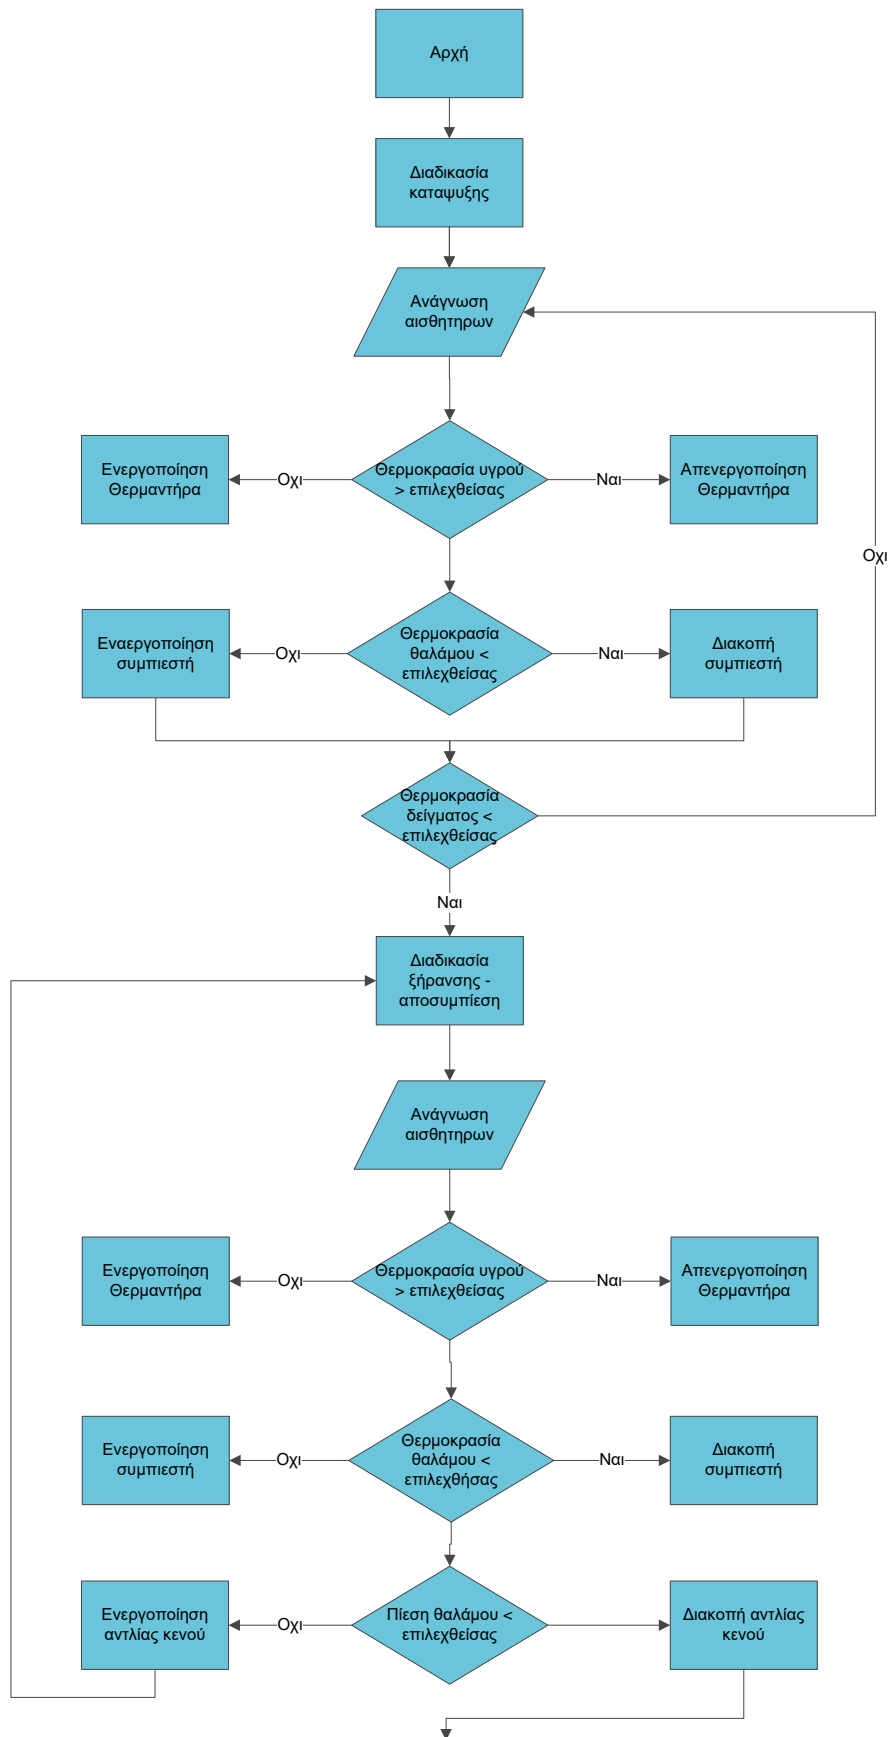 Αρχή
Διαδικασία
καταψυξης
Ανάγνωση
αισθητηρων
Ενεργοποίηση
Θερμαντήρα
Οχι
Θερμοκρασία υγρού
> επιλεχθείσας
Ναι
Απενεργοποίηση
Θερμαντήρα
Οχι
Εναεργοποίηση
συμπιεστή
Οχι
Θερμοκρασία
θαλάμου <
επιλεχθείσας
Ναι
Διακοπή
συμπιεστή
Θερμοκρασία
δείγματος <
επιλεχθείσας
Ναι
Διαδικασία
ξήρανσης -
αποσυμπίεση
Ανάγνωση
αισθητηρων
Ενεργοποίηση
Θερμαντήρα
Οχι
Θερμοκρασία υγρού
> επιλεχθείσας
Ναι
Απενεργοποίηση
Θερμαντήρα
Ενεργοποίηση
συμπιεστή
Οχι
Θερμοκρασία
θαλάμου <
επιλεχθήσας
Ναι
Διακοπή
συμπιεστή
Ενεργοποίηση
αντλίας κενού
Οχι
Πίεση θαλάμου <
επιλεχθείσας
Διακοπή αντλίας
κενού